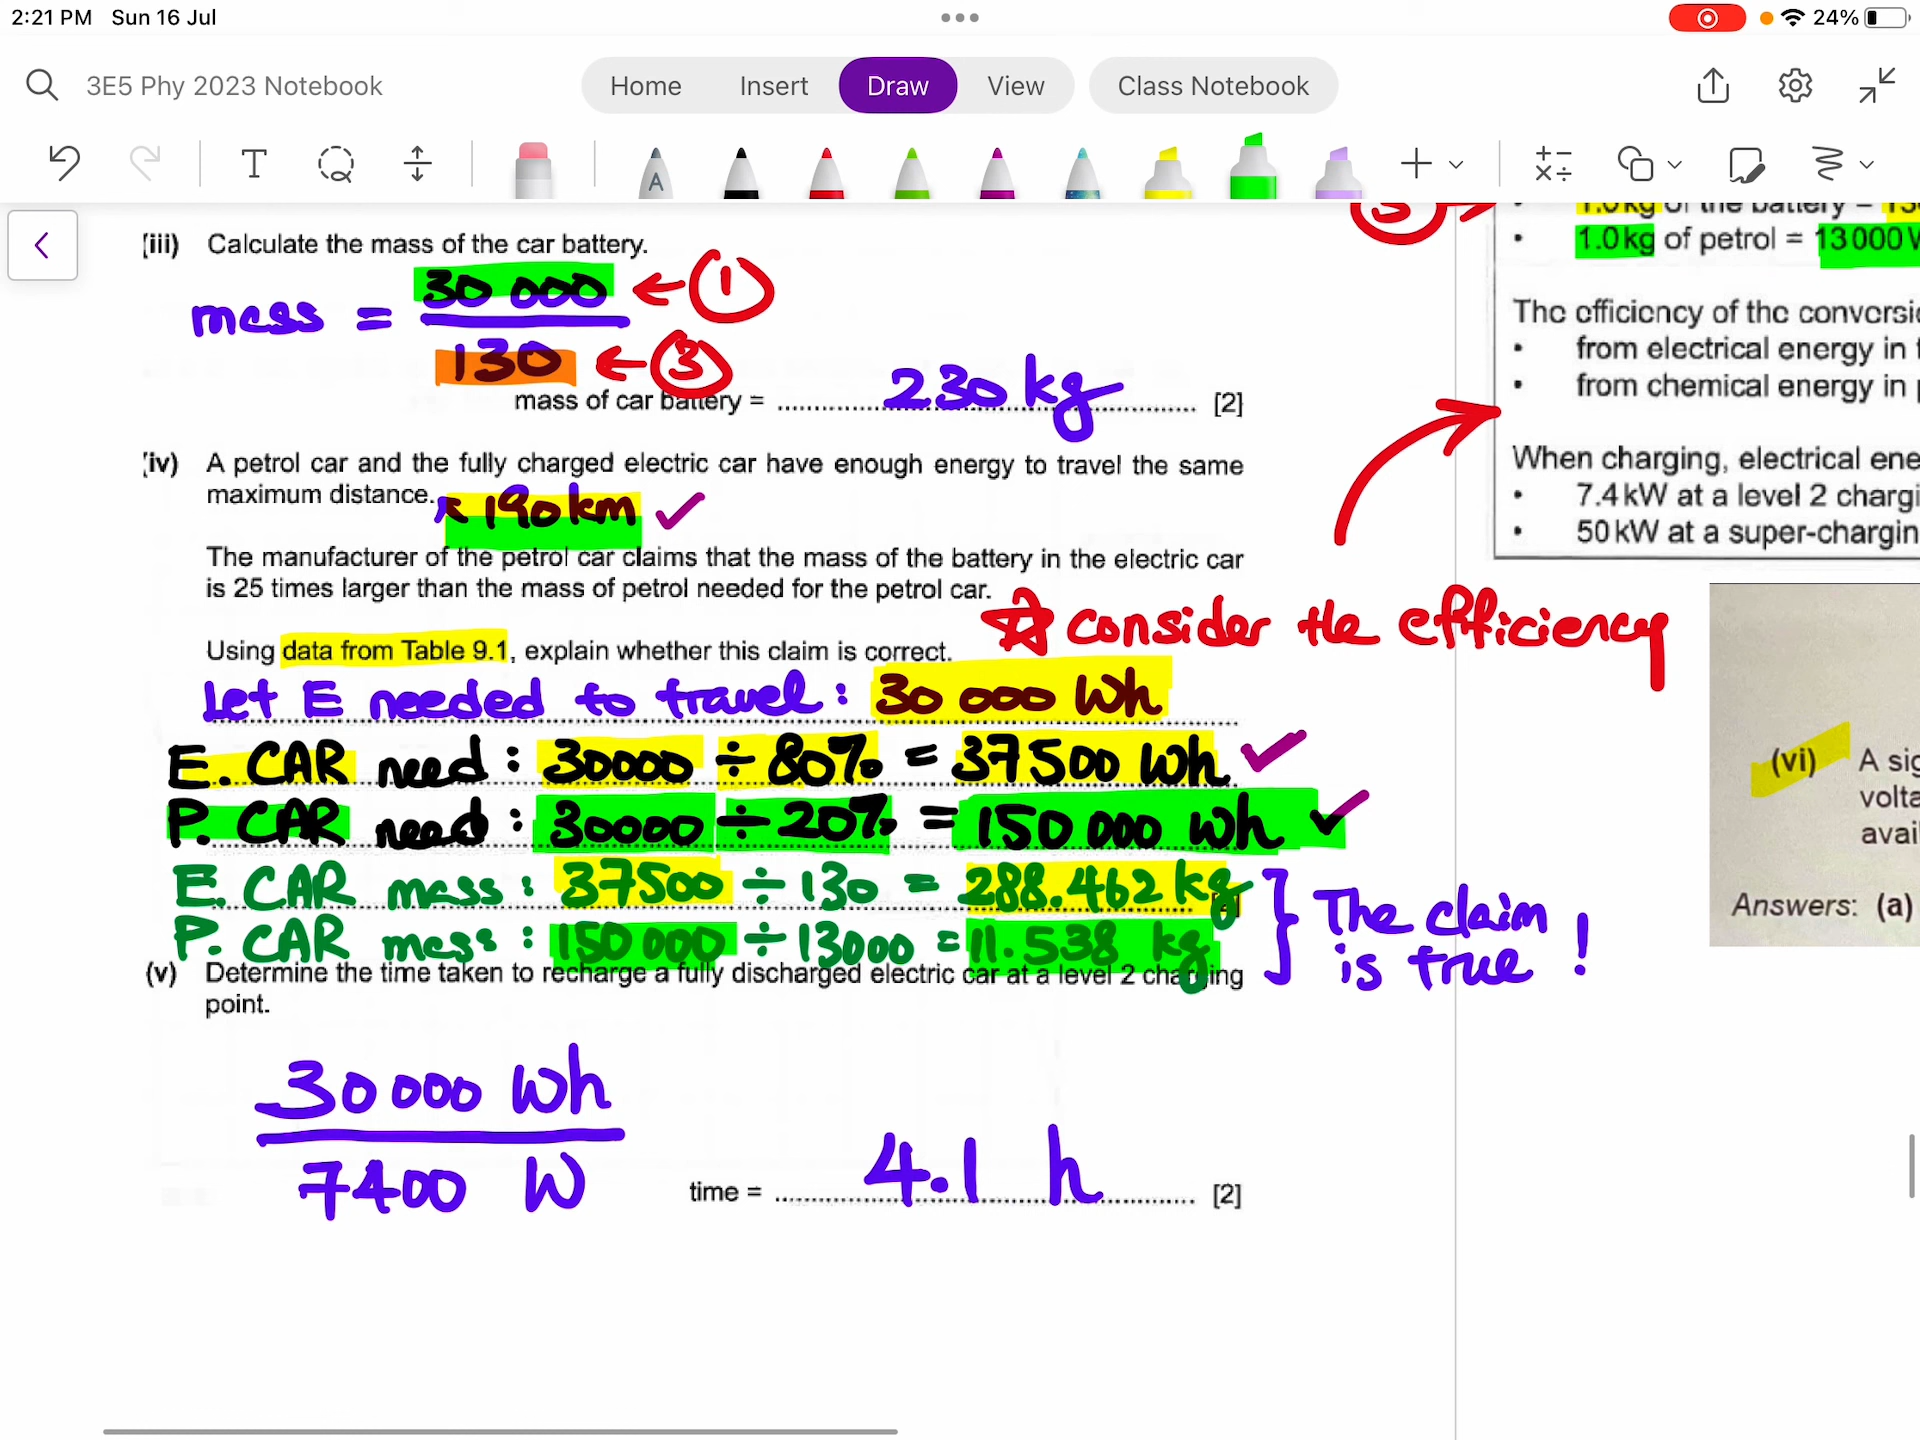 2:21 PM Sun 16 Jul
24%
3E5 Phy 2023 Notebook
Home Insert Draw View Class Notebook
(iii) Calculate the mass of the car battery.
mass = 30 000 ← 1
130 ← 3
mass of car battery = 230 kg [2]
(iv) A petrol car and the fully charged electric car have enough energy to travel the same
maximum distance.
190 km ✓
The manufacturer of the petrol car claims that the mass of the battery in the electric car
is 25 times larger than the mass of petrol needed for the petrol car.
☆ consider the efficiency
Using data from Table 9.1, explain whether this claim is correct.
Let E needed to travel: 30 000 Wh
E. CAR need : 30000 ÷ 80% = 37500 Wh ✓
P. CAR need : 30000 ÷ 20% = 150 000 Wh ✓
E. CAR mass : 37500 ÷ 130 = 288.462 kg
P. CAR mass : 150 000 ÷ 13000 = 11.538 kg
} The claim
is true !
(v) Determine the time taken to recharge a fully discharged electric car at a level 2 charging
point.
30 000 Wh
7400 W
time = 4.1 h [2]
1.0 kg of the battery = 13
• 1.0 kg of petrol = 13 000 W
The efficiency of the conversi
• from electrical energy in
• from chemical energy in
When charging, electrical ene
• 7.4 kW at a level 2 chargi
• 50 kW at a super-chargin
(vi) A sig
volta
avai
Answers: (a)